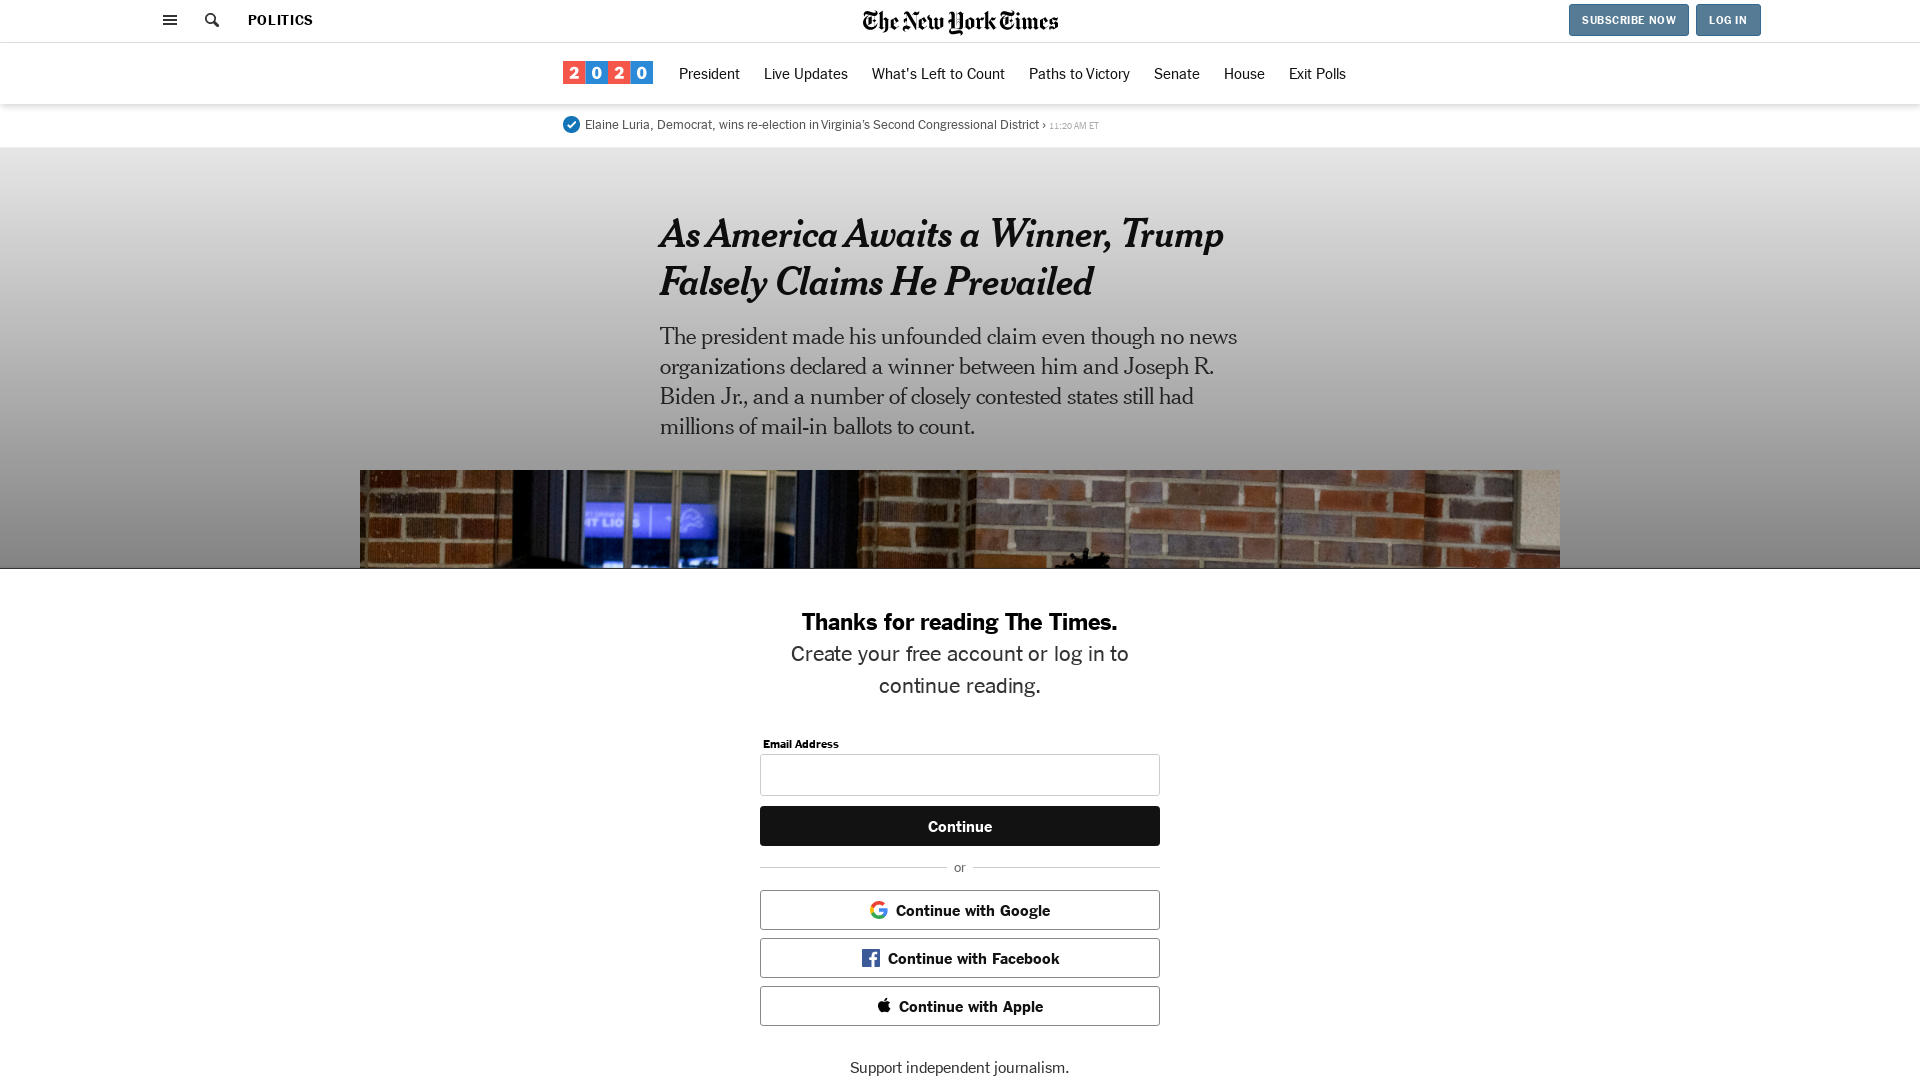 POLITICS
The New York Times
SUBSCRIBE NOW
LOG IN
2020
President
Live Updates
What's Left to Count
Paths to Victory
Senate
House
Exit Polls
Elaine Luria, Democrat, wins re-election in Virginia's Second Congressional District › 11:20 AM ET
As America Awaits a Winner, Trump
Falsely Claims He Prevailed
The president made his unfounded claim even though no news
organizations declared a winner between him and Joseph R.
Biden Jr., and a number of closely contested states still had
millions of mail-in ballots to count.
Thanks for reading The Times.
Create your free account or log in to
continue reading.
Email Address
Continue
or
Continue with Google
Continue with Facebook
Continue with Apple
Support independent journalism.